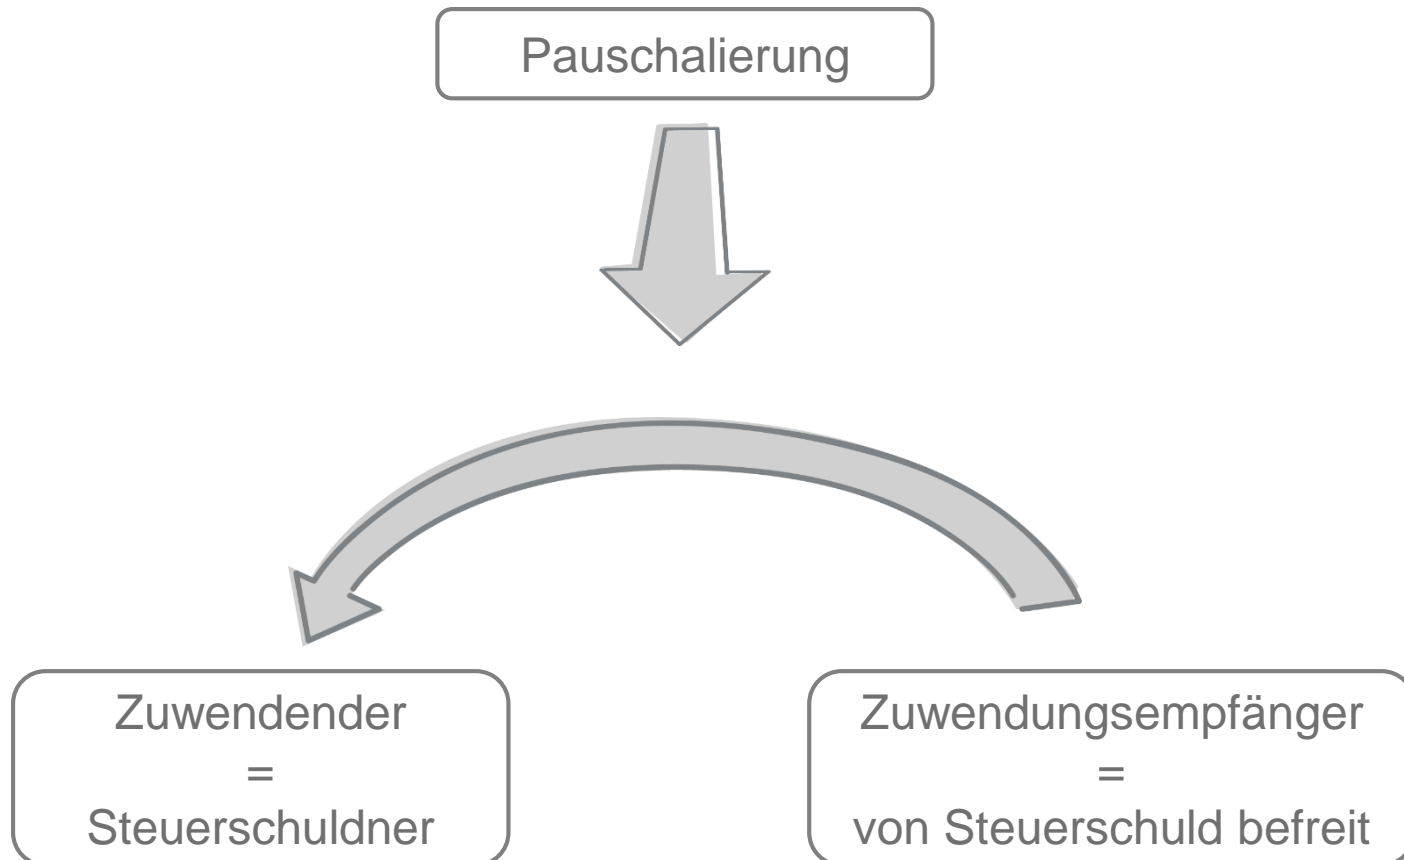 Pauschalierung
Zuwendender
=
Steuerschuldner
Zuwendungsempfänger
=
von Steuerschuld befreit